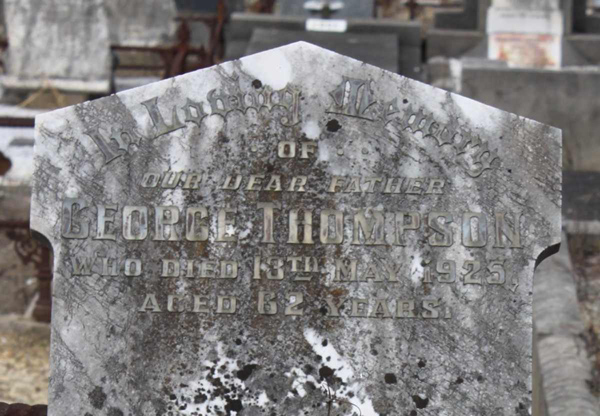 In Loving Memory
OF
OUR DEAR FATHER
GEORGE THOMPSON
WHO DIED 13TH MAY 1925,
AGED 62 YEARS.